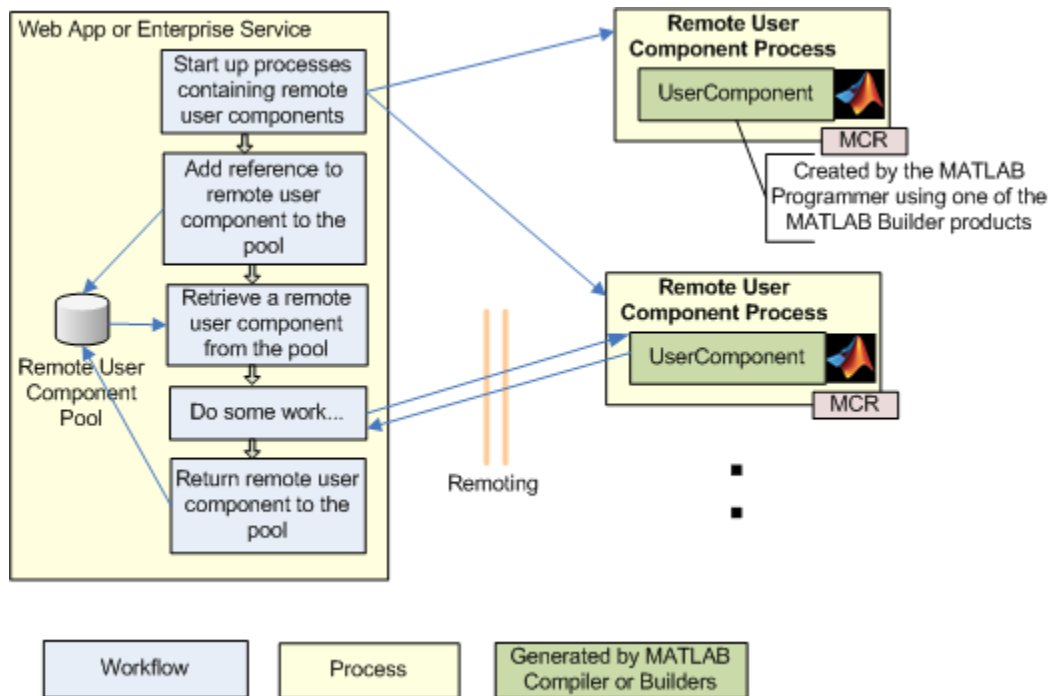 Web App or Enterprise Service
Start up processes
containing remote
user components
Add reference to
remote user
component to the
pool
Retrieve a remote
user component
from the pool
Remote User
Component
Pool
Do some work...
Return remote user
component to the
pool
Remoting
Remote User
Component Process
UserComponent
MCR
Created by the MATLAB
Programmer using one of the
MATLAB Builder products
Remote User
Component Process
UserComponent
MCR
Workflow
Process
Generated by MATLAB
Compiler or Builders